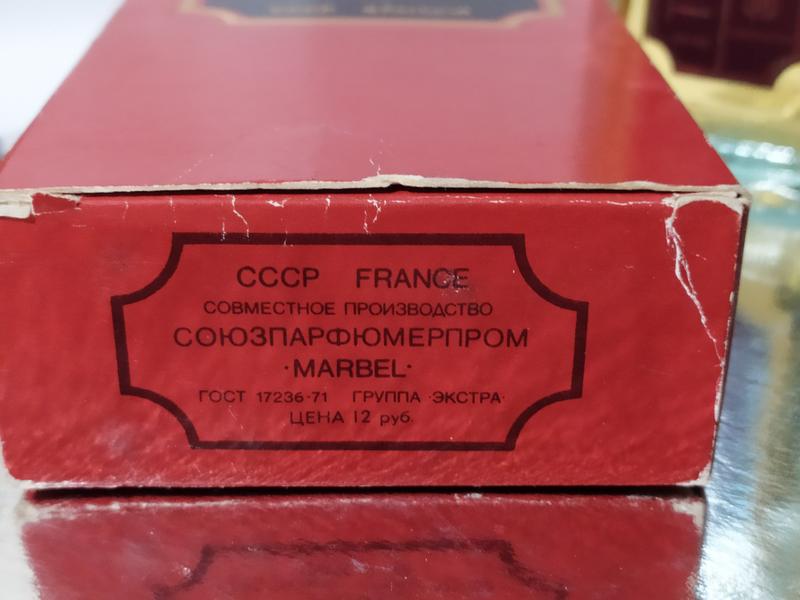 СССР FRANCE
СОВМЕСТНОЕ ПРОИЗВОДСТВО
СОЮЗПАРФЮМЕРПРОМ
·MARBEL·
ГОСТ 17236·71 ГРУППА ·ЭКСТРА·
ЦЕНА 12 руб.